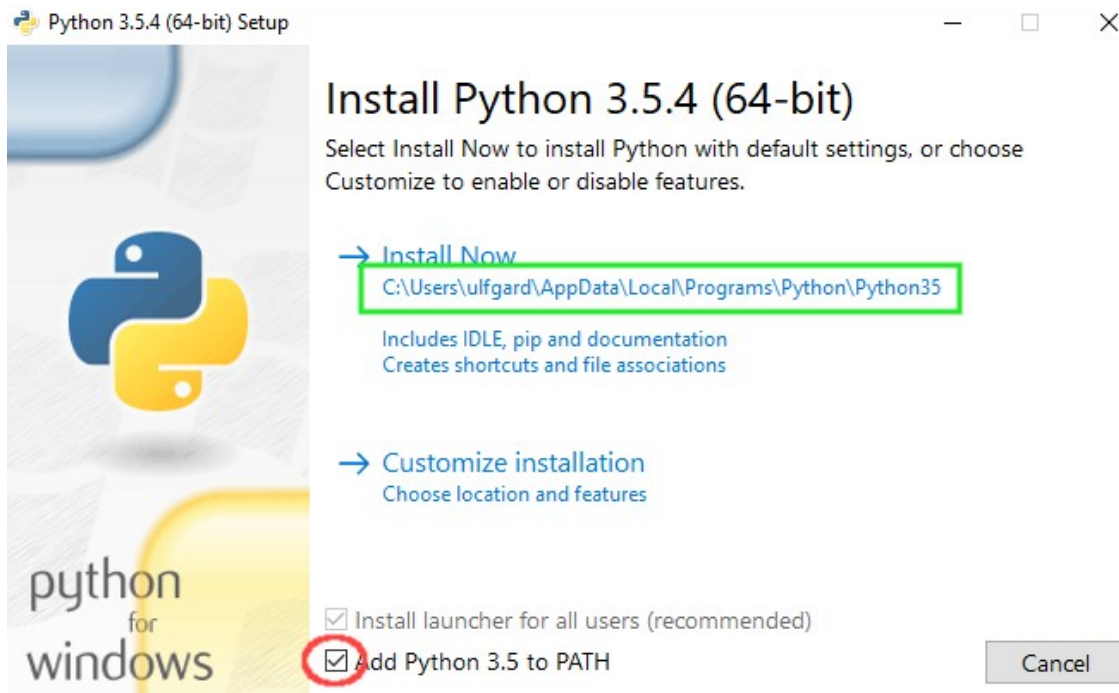 Python 3.5.4 (64-bit) Setup
Install Python 3.5.4 (64-bit)
Select Install Now to install Python with default settings, or choose
Customize to enable or disable features.
Install Now
C:\Users\ulfgard\AppData\Local\Programs\Python\Python35
Includes IDLE, pip and documentation
Creates shortcuts and file associations
Customize installation
Choose location and features
python
for
windows
Install launcher for all users (recommended)
Add Python 3.5 to PATH
Cancel